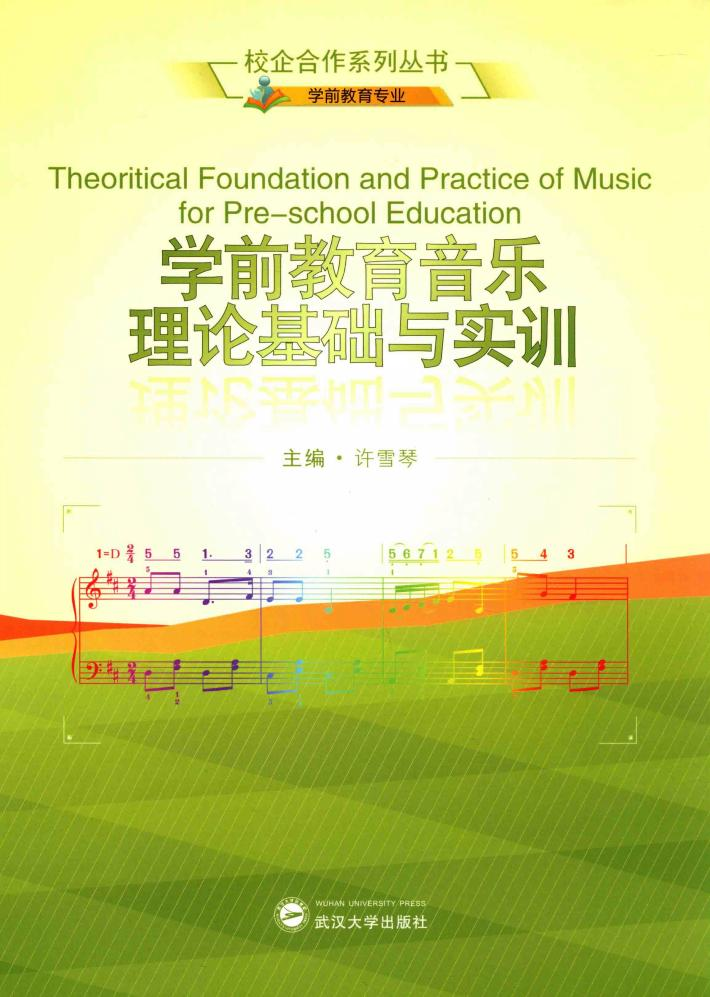 校企合作系列丛书
学前教育专业
Theoritical Foundation and Practice of Music
for Pre-school Education
学前教育音乐
理论基础与实训
主编·许雪琴
1=D 2/4 5 5 1. 3 | 2 2 5 | 5 6 7 1 2 5 | 5 4 3
WUHAN UNIVERSITY PRESS
武汉大学出版社